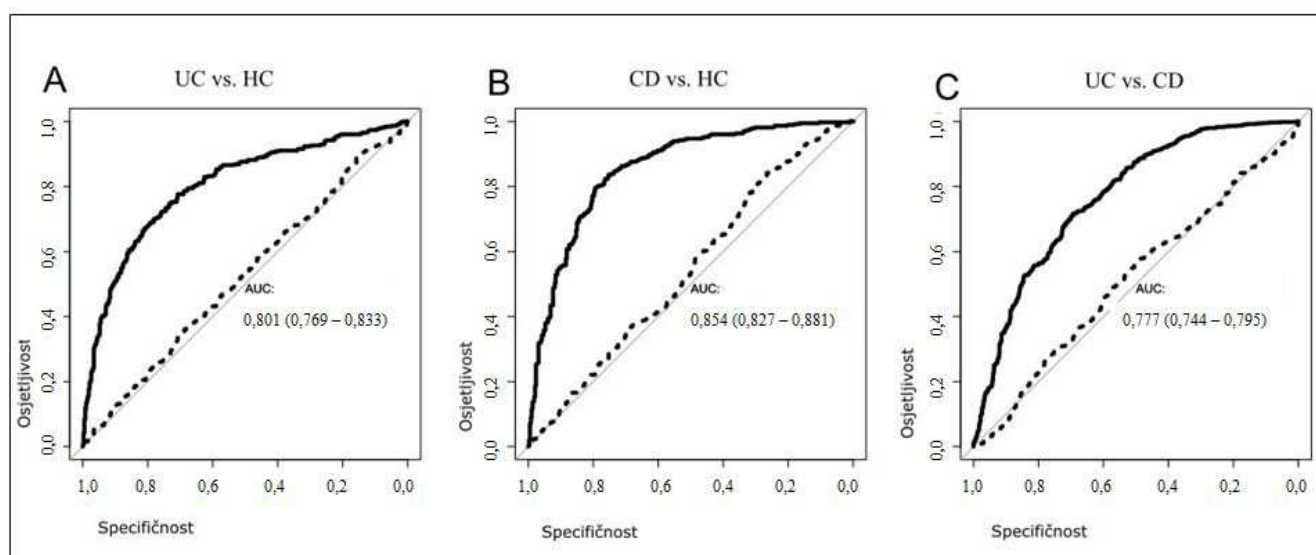 A
UC vs. HC
1,0
0,8
0,6
0,4
0,2
0,0
Osjetljivost
AUC:
0,801 (0,769 – 0,833)
1,0 0,8 0,6 0,4 0,2 0,0
Specifičnost
B
CD vs. HC
1,0
0,8
0,6
0,4
0,2
0,0
Osjetljivost
AUC:
0,854 (0,827 – 0,881)
1,0 0,8 0,6 0,4 0,2 0,0
Specifičnost
C
UC vs. CD
1,0
0,8
0,6
0,4
0,2
0,0
Osjetljivost
AUC:
0,777 (0,744 – 0,795)
1,0 0,8 0,6 0,4 0,2 0,0
Specifičnost